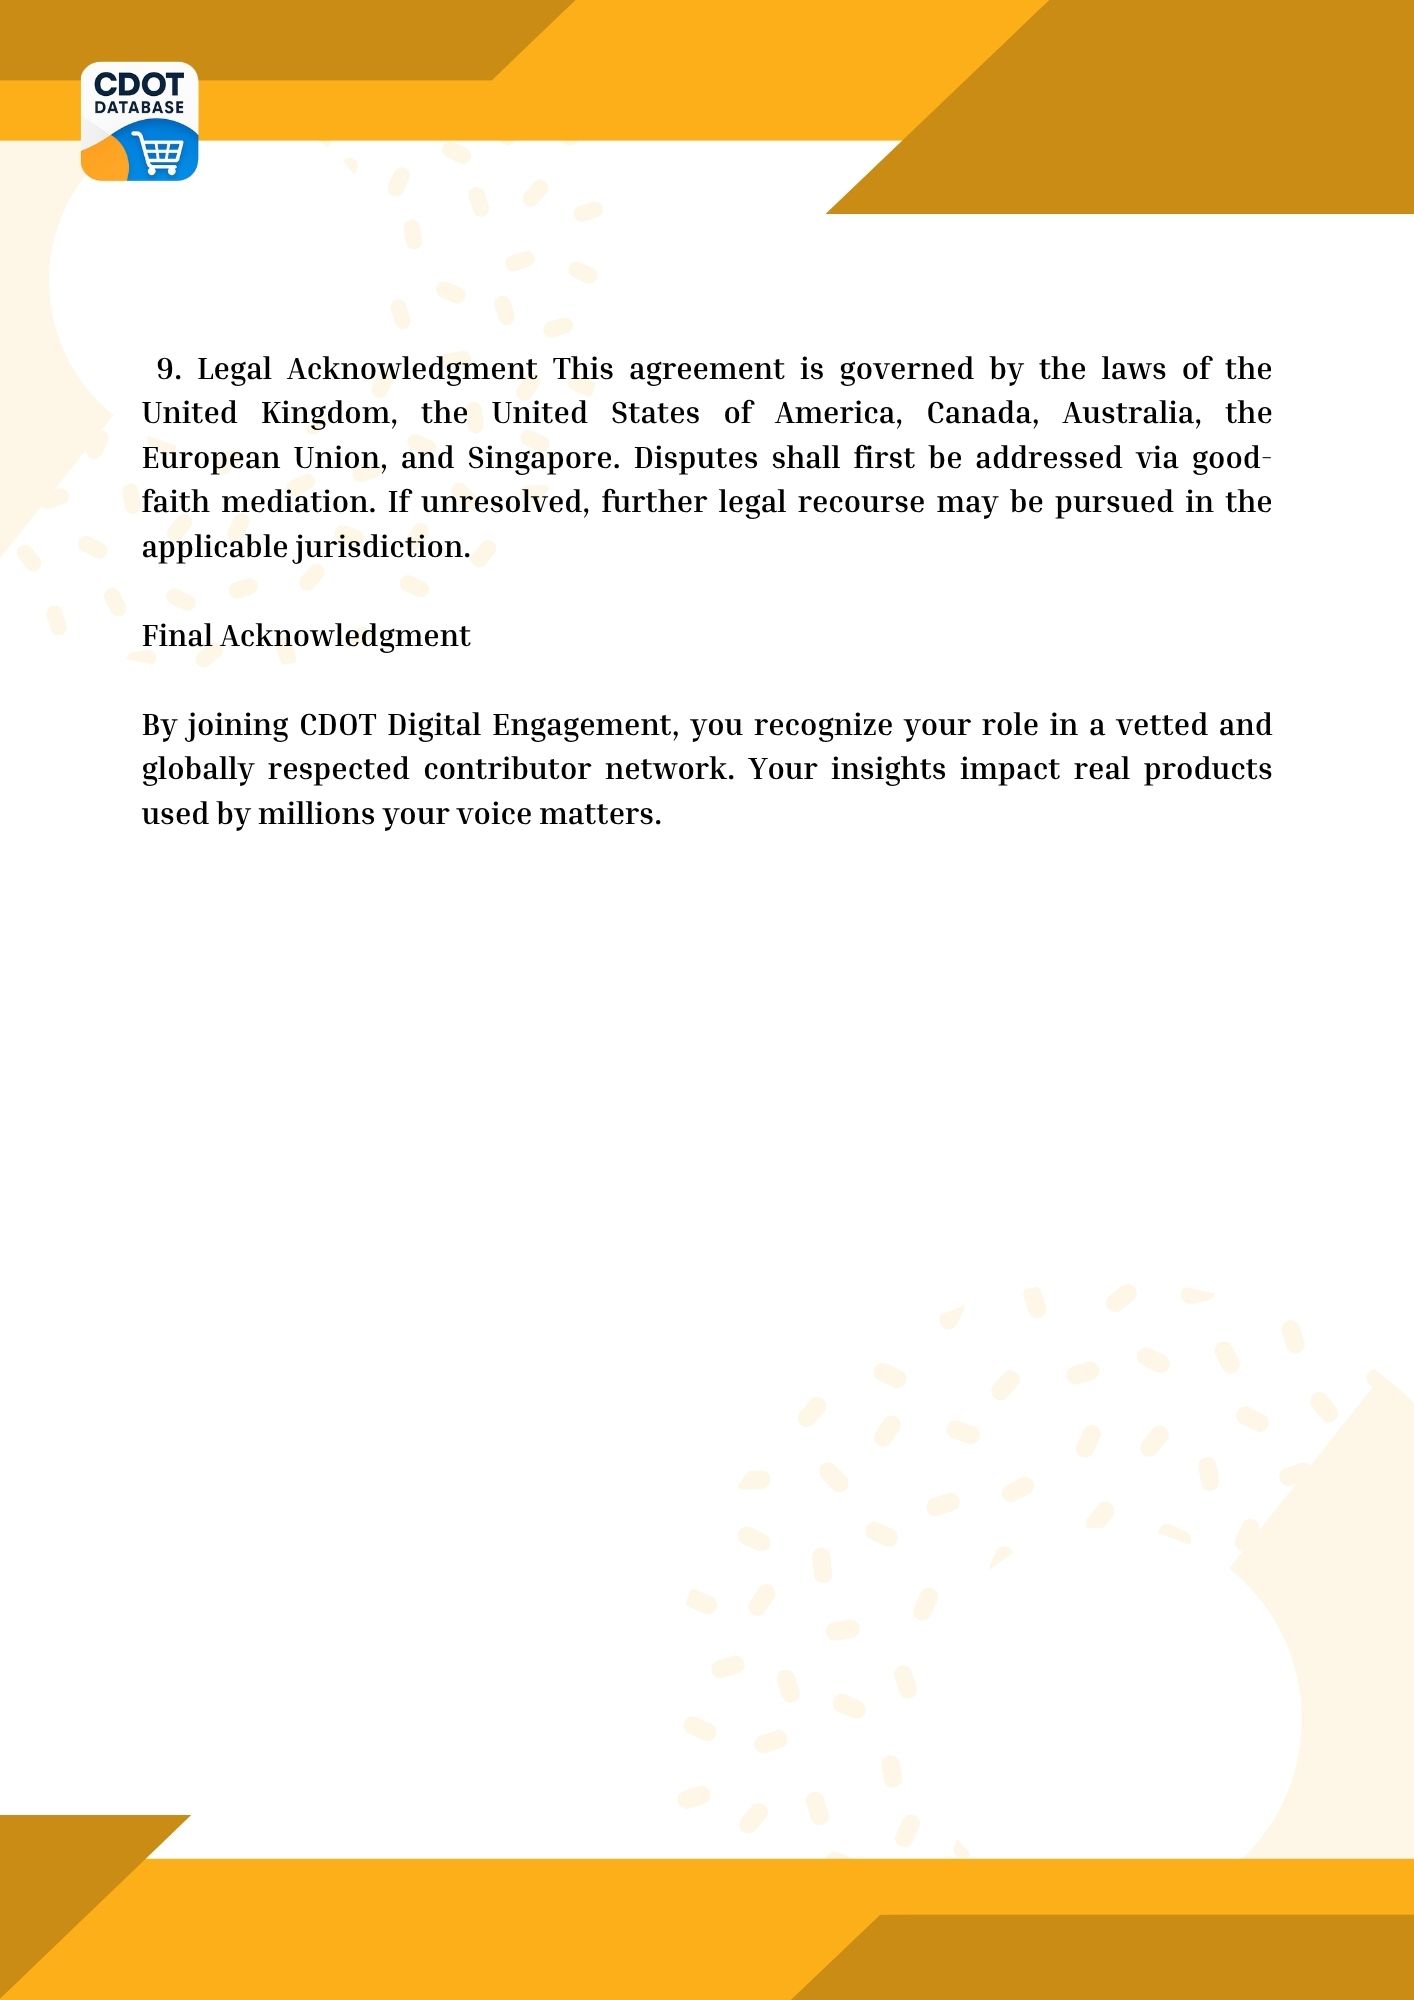 CDOT
DATABASE
9. Legal Acknowledgment This agreement is governed by the laws of the
United Kingdom, the United States of America, Canada, Australia, the
European Union, and Singapore. Disputes shall first be addressed via good-
faith mediation. If unresolved, further legal recourse may be pursued in the
applicable jurisdiction.
Final Acknowledgment
By joining CDOT Digital Engagement, you recognize your role in a vetted and
globally respected contributor network. Your insights impact real products
used by millions your voice matters.